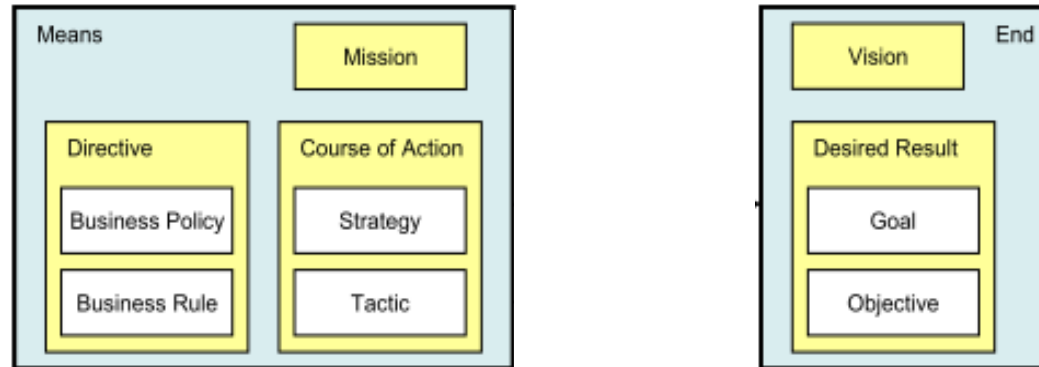 Means
Mission
Directive
Business Policy
Business Rule
Course of Action
Strategy
Tactic
End
Vision
Desired Result
Goal
Objective